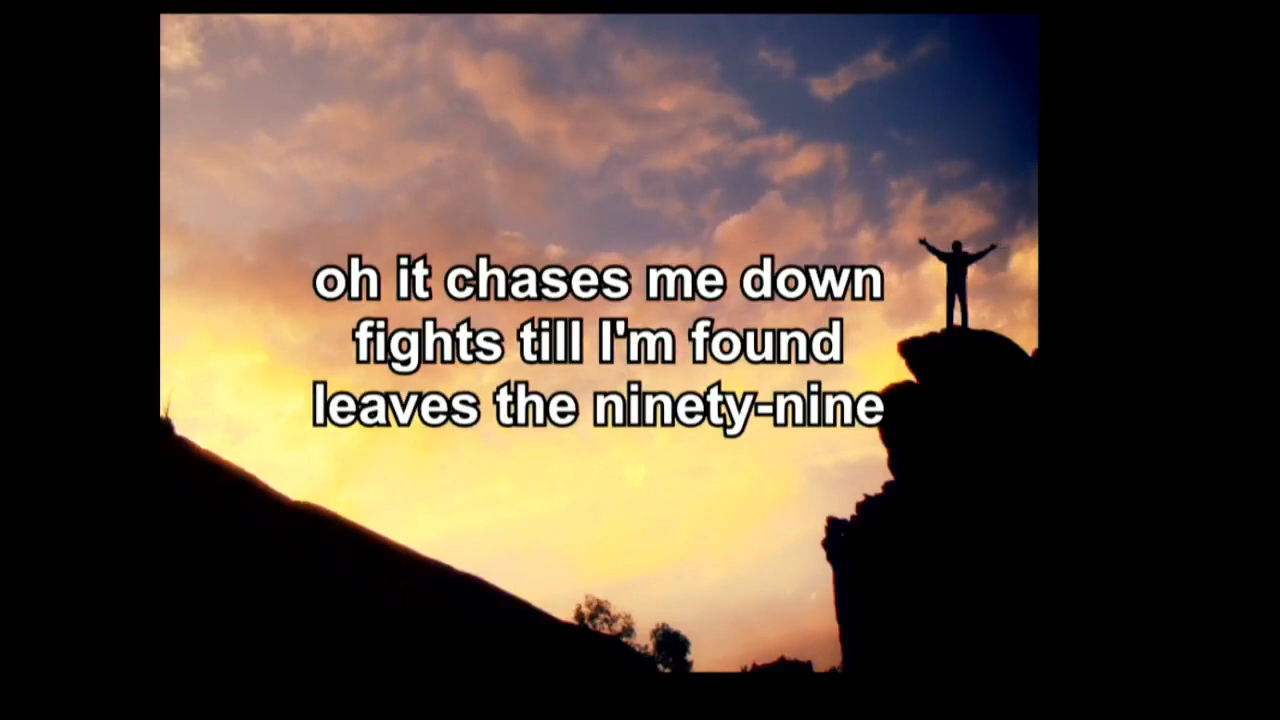 oh it chases me down
fights till I'm found
leaves the ninety-nine